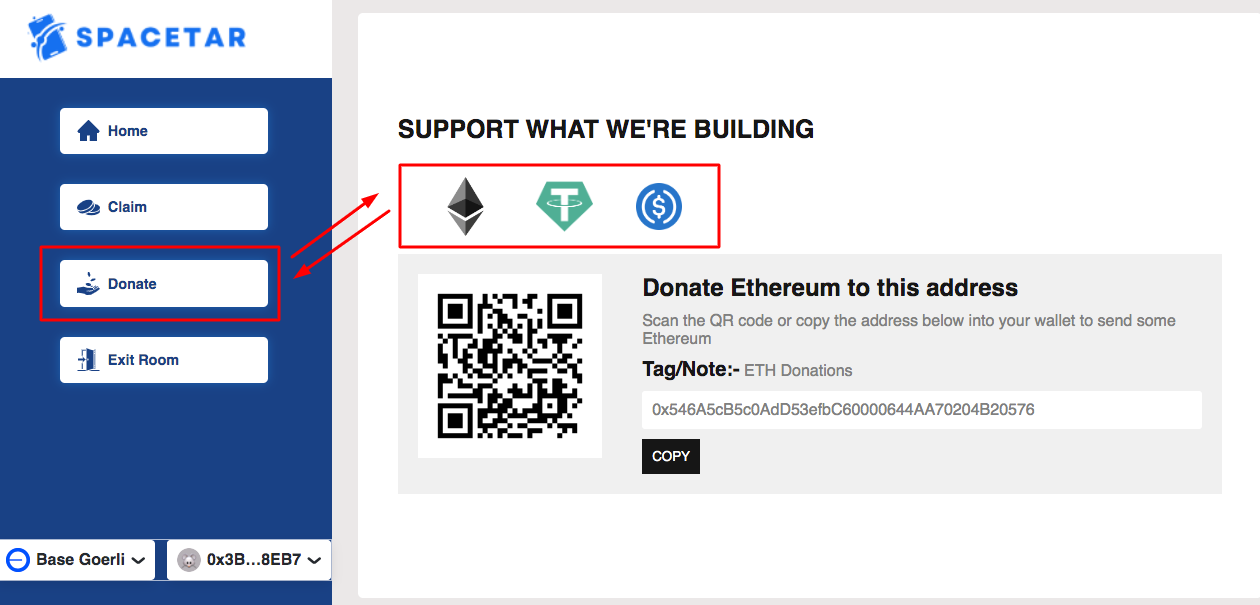 SPACETAR
Home
Claim
Donate
Exit Room
Base Goerli
0x3B...8EB7
SUPPORT WHAT WE'RE BUILDING
Donate Ethereum to this address
Scan the QR code or copy the address below into your wallet to send some
Ethereum
Tag/Note:- ETH Donations
0x546A5cB5c0AdD53efbC60000644AA70204B20576
COPY